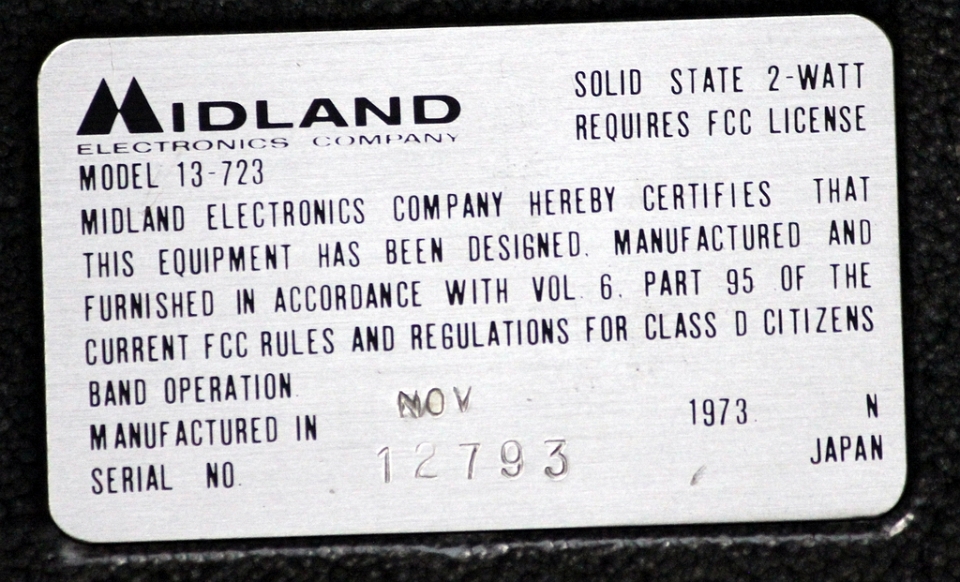 MIDLAND
ELECTRONICS COMPANY
SOLID STATE 2-WATT
REQUIRES FCC LICENSE
MODEL 13-723
MIDLAND ELECTRONICS COMPANY HEREBY CERTIFIES THAT
THIS EQUIPMENT HAS BEEN DESIGNED. MANUFACTURED AND
FURNISHED IN ACCORDANCE WITH VOL. 6. PART 95 OF THE
CURRENT FCC RULES AND REGULATIONS FOR CLASS D CITIZENS
BAND OPERATION.
MANUFACTURED IN NOV 1973. N
SERIAL NO. 12793 JAPAN